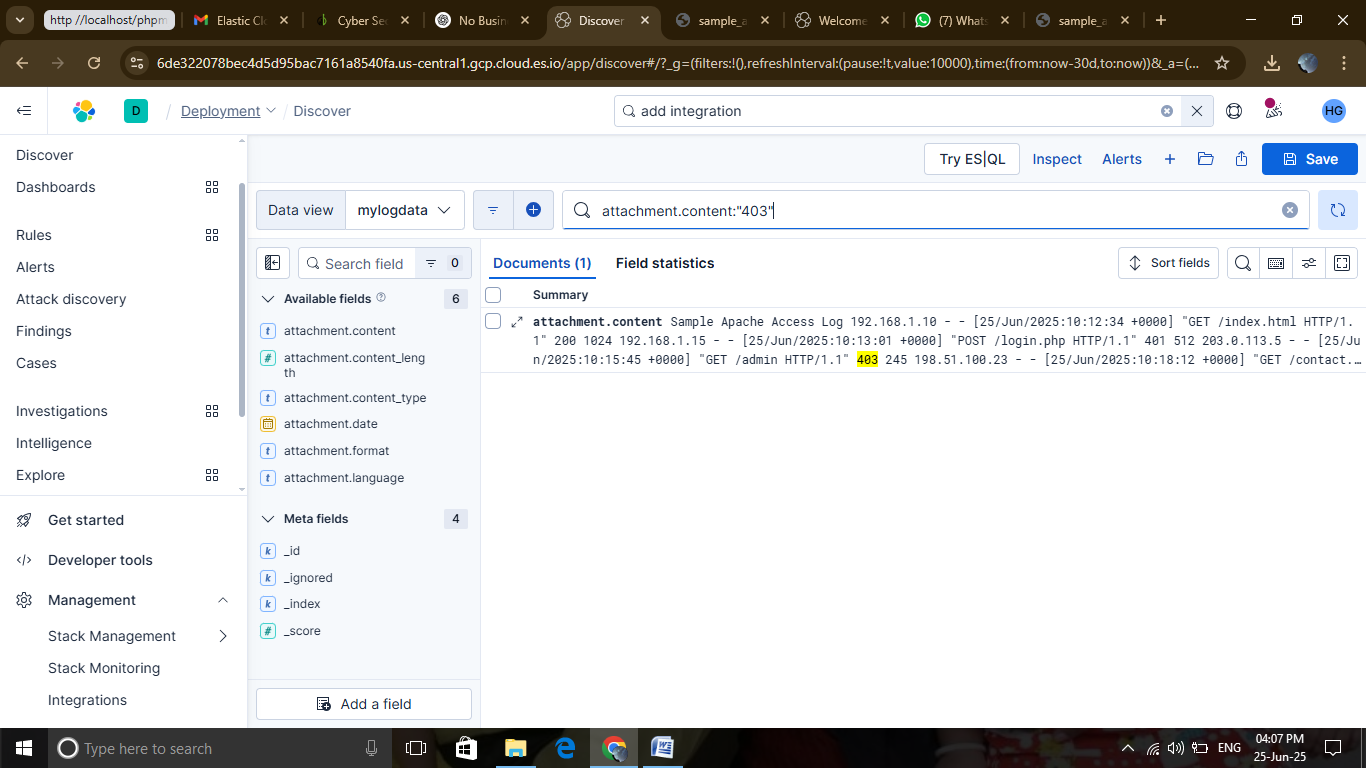 http://localhost/phpm
Elastic Cl
Cyber Sec
No Busin
Discover
sample_a
Welcome
(7) Whats
sample_a
6de322078bec4d5d95bac7161a8540fa.us-central1.gcp.cloud.es.io/app/discover#/?_g=(filters:!(),refreshInterval:(pause:!t,value:10000),time:(from:now-30d,to:now))&_a=(...
D
/ Deployment / Discover
add integration
HG
Discover
Dashboards
Rules
Alerts
Attack discovery
Findings
Cases
Investigations
Intelligence
Explore
Get started
Developer tools
Management
Stack Management
Stack Monitoring
Integrations
Try ES|QL
Inspect
Alerts
Save
Data view
mylogdata
attachment.content:"403"
Search field
0
Available fields
6
t attachment.content
# attachment.content_leng
th
t attachment.content_type
attachment.date
t attachment.format
t attachment.language
Meta fields
4
k _id
k _ignored
k _index
# _score
Add a field
Documents (1)
Field statistics
Sort fields
Summary
attachment.content Sample Apache Access Log 192.168.1.10 - - [25/Jun/2025:10:12:34 +0000] "GET /index.html HTTP/1.
1" 200 1024 192.168.1.15 - - [25/Jun/2025:10:13:01 +0000] "POST /login.php HTTP/1.1" 401 512 203.0.113.5 - - [25/Ju
n/2025:10:15:45 +0000] "GET /admin HTTP/1.1" 403 245 198.51.100.23 - - [25/Jun/2025:10:18:12 +0000] "GET /contact.…
Type here to search
ENG
04:07 PM
25-Jun-25